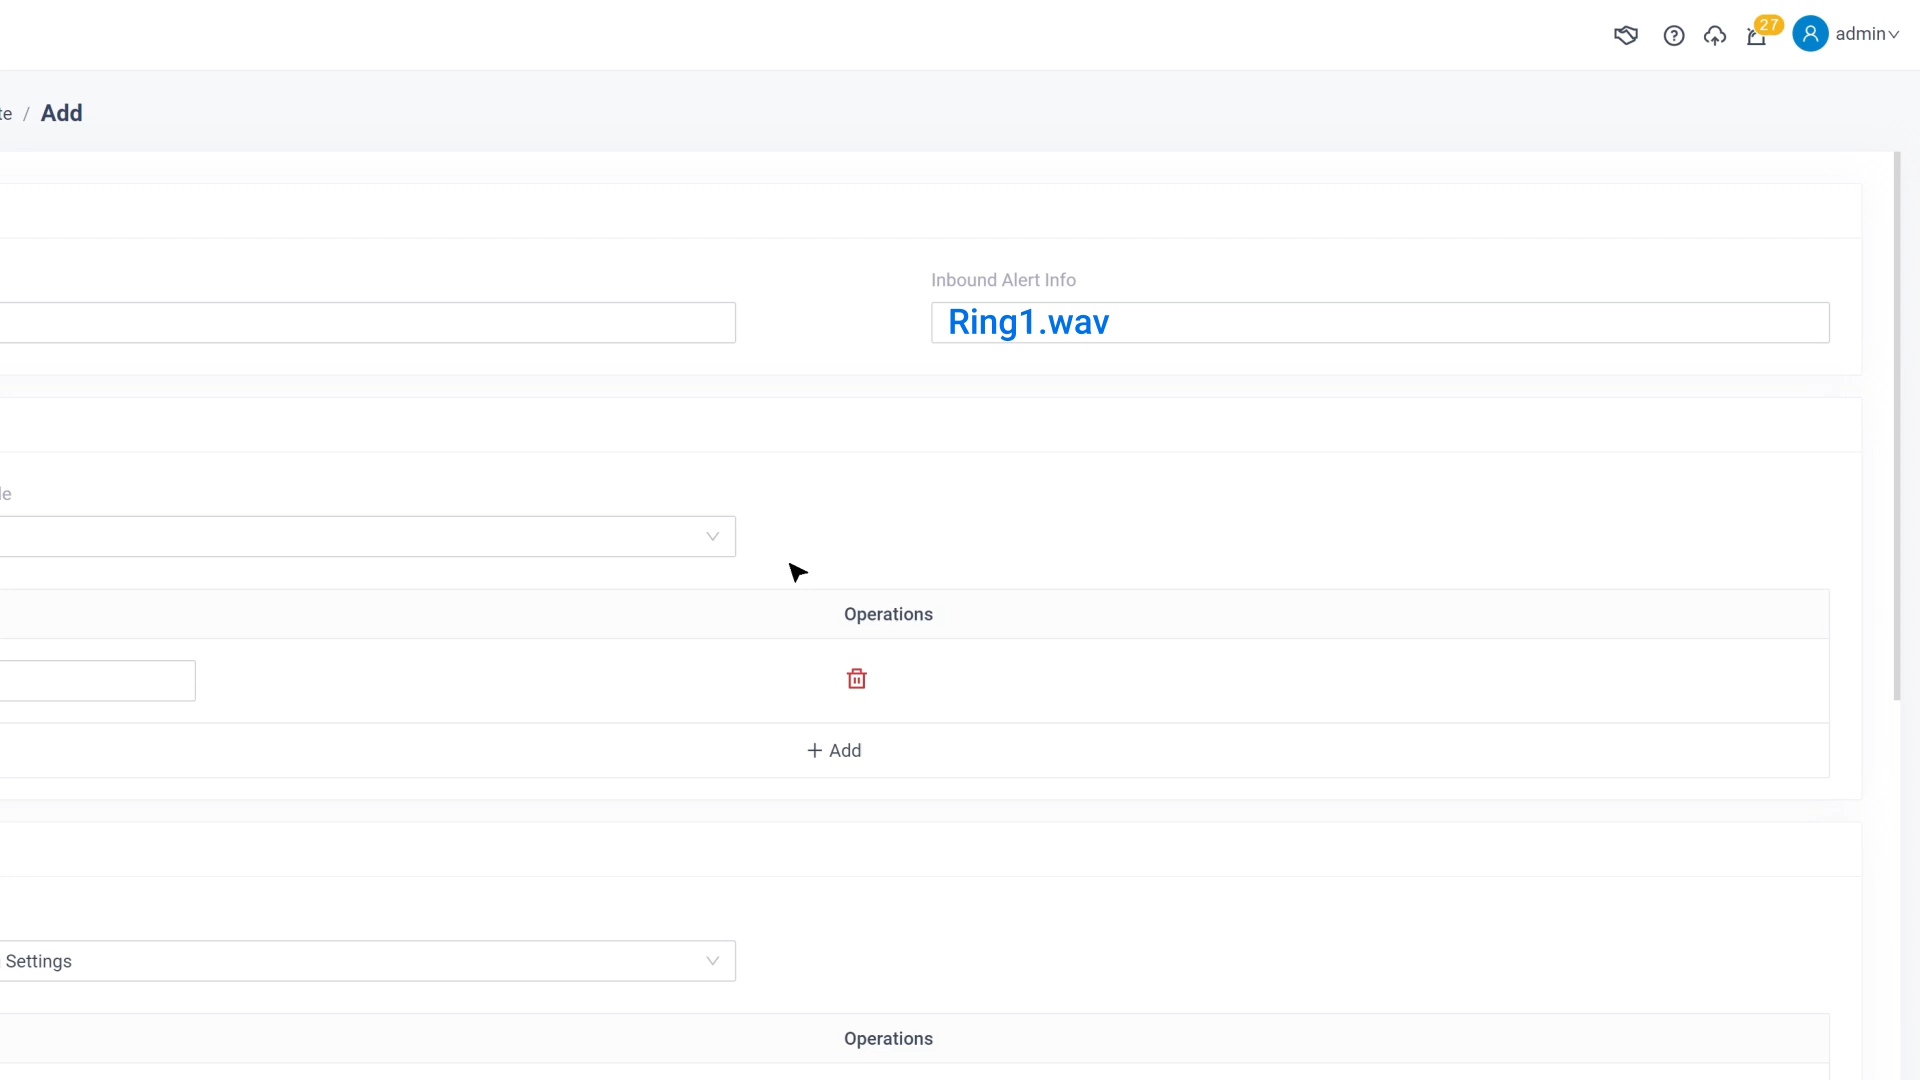 27
admin
te / Add
Inbound Alert Info
Ring1.wav
le
Operations
+ Add
Settings
Operations